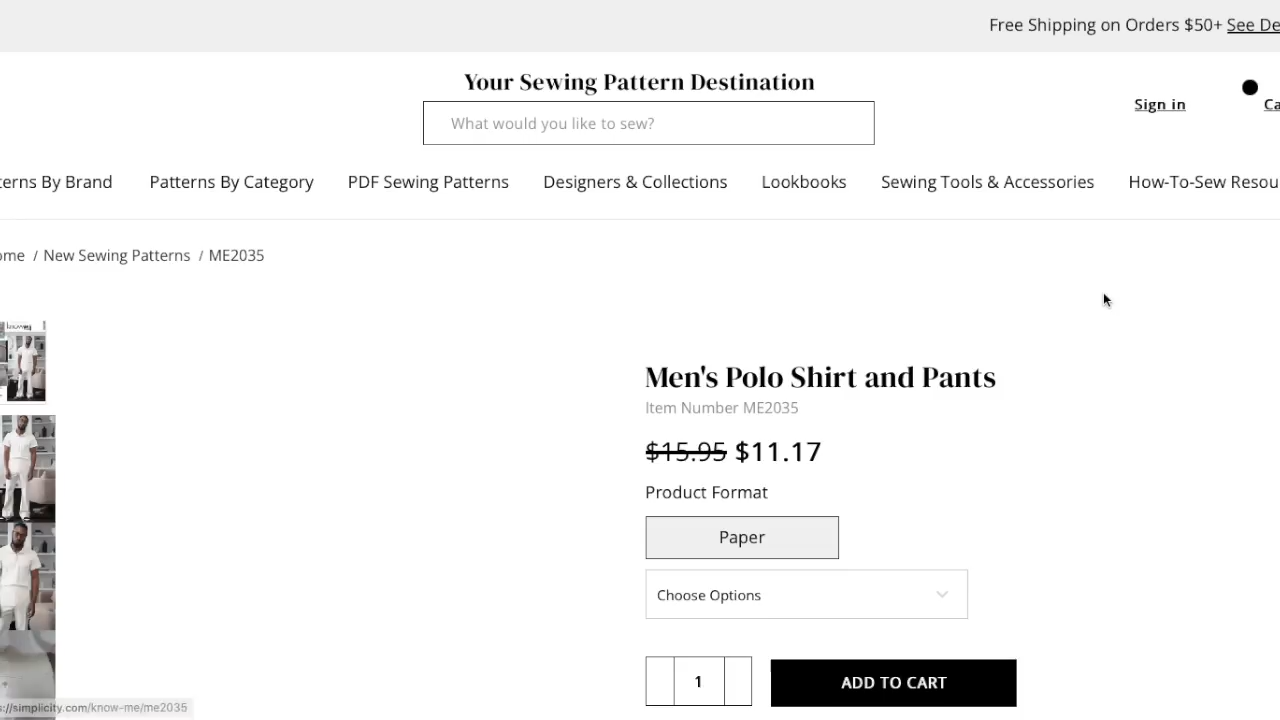 Free Shipping on Orders $50+ See De
Your Sewing Pattern Destination
What would you like to sew?
Sign in
Ca
terns By Brand
Patterns By Category
PDF Sewing Patterns
Designers & Collections
Lookbooks
Sewing Tools & Accessories
How-To-Sew Resou
ome / New Sewing Patterns / ME2035
knowme
Men's Polo Shirt and Pants
Item Number ME2035
$15.95 $11.17
Product Format
Paper
Choose Options
1
ADD TO CART
s://simplicity.com/know-me/me2035